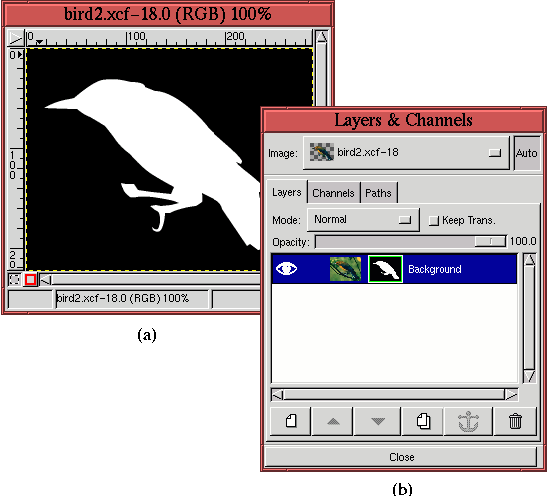 bird2.xcf-18.0 (RGB) 100%
0 100 200
0
100
20
bird2.xcf-18.0 (RGB) 100%
(a)
Layers & Channels
Image: bird2.xcf-18 Auto
Layers Channels Paths
Mode: Normal Keep Trans.
Opacity: 100.0
Background
Close
(b)